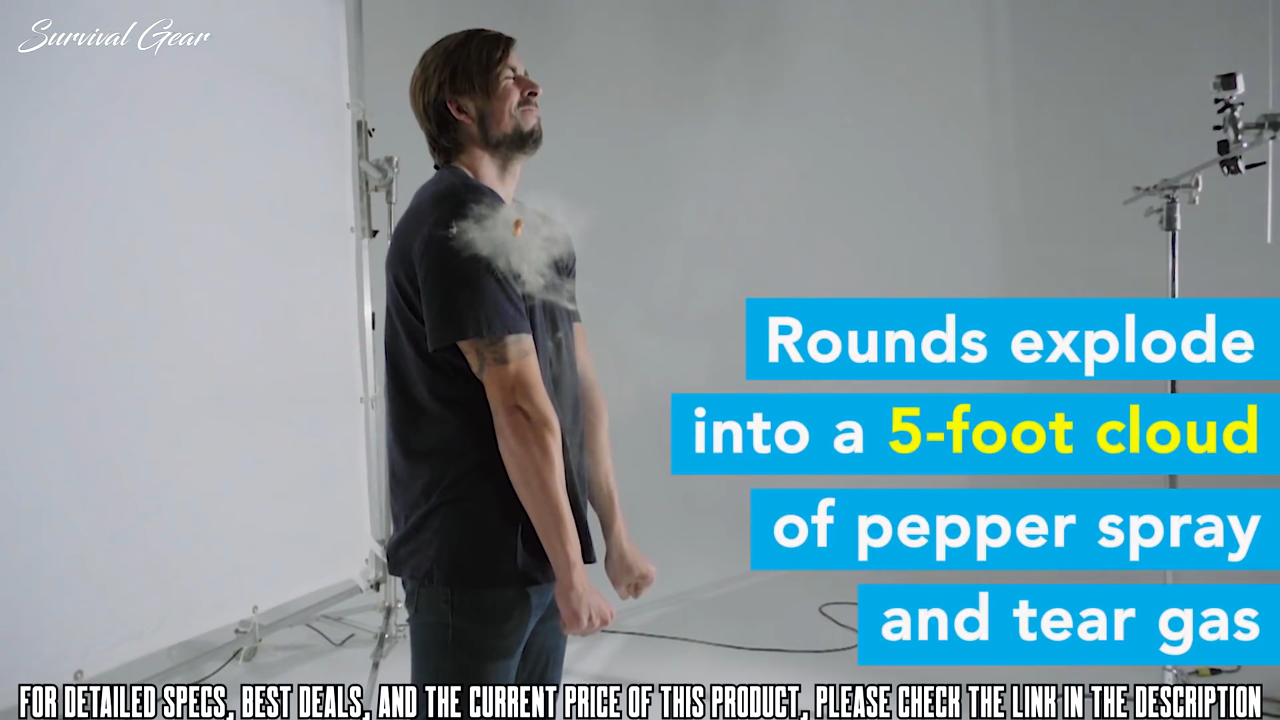 Survival Gear
Rounds explode
into a 5-foot cloud
of pepper spray
and tear gas
FOR DETAILED SPECS, BEST DEALS, AND THE CURRENT PRICE OF THIS PRODUCT, PLEASE CHECK THE LINK IN THE DESCRIPTION